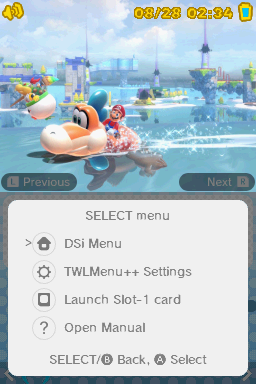 08/28 02:34
L Previous
Next R
SELECT menu
> DSi Menu
TWLMenu++ Settings
Launch Slot-1 card
? Open Manual
SELECT/B Back, A Select